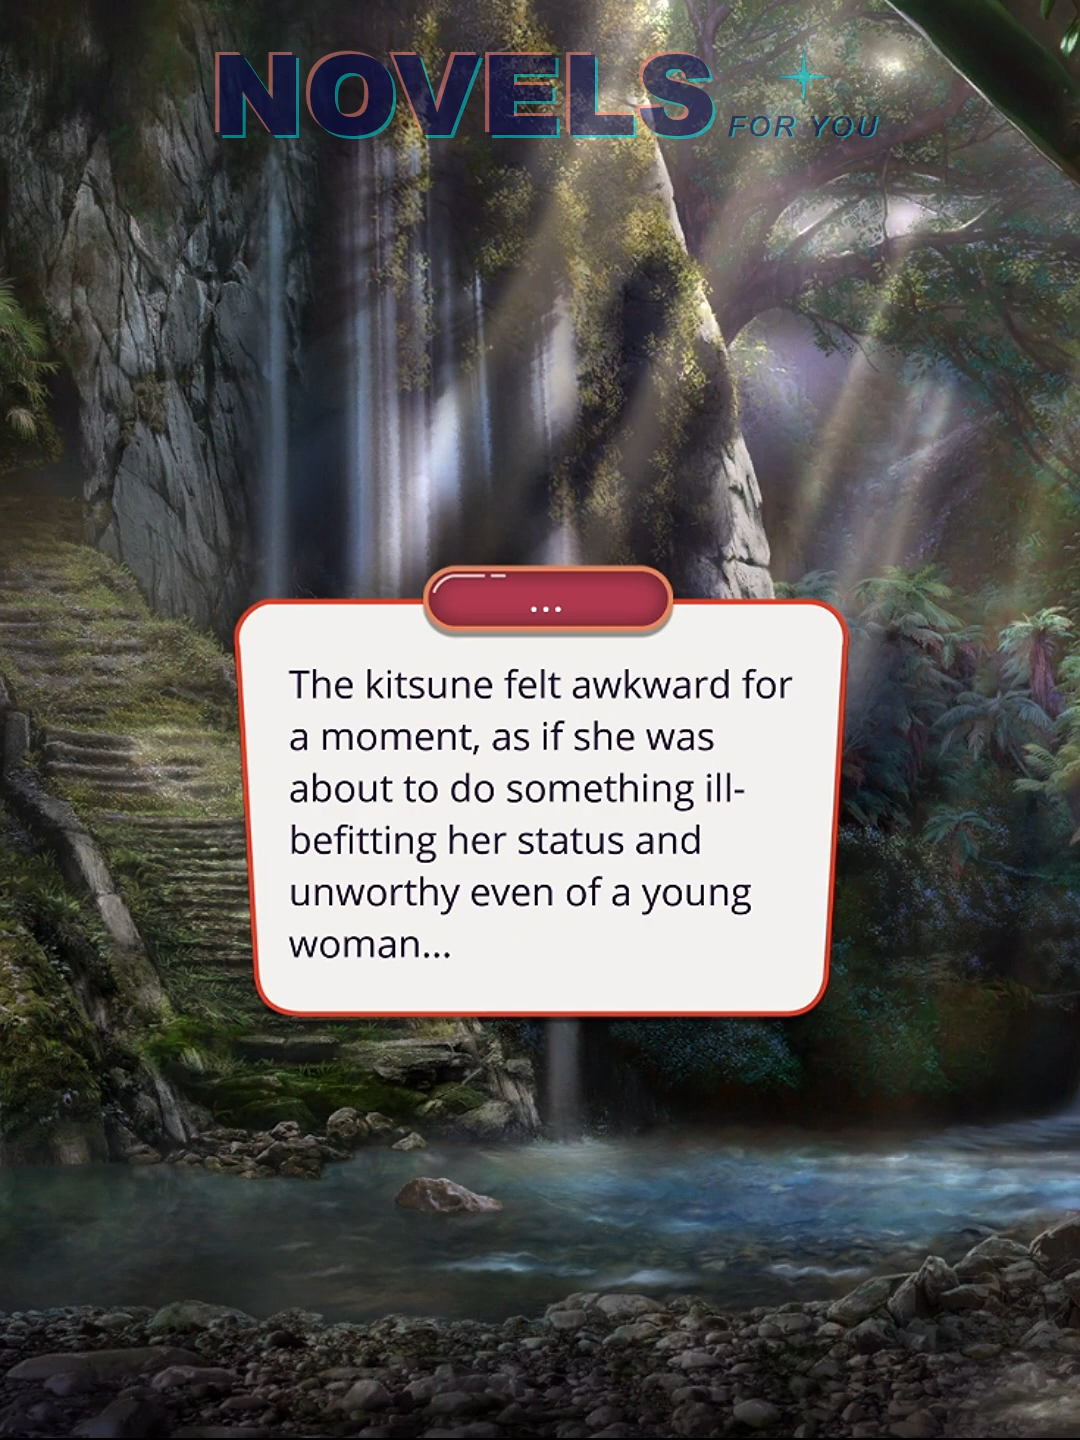 NOVELS FOR YOU
...
The kitsune felt awkward for
a moment, as if she was
about to do something ill-
befitting her status and
unworthy even of a young
woman...